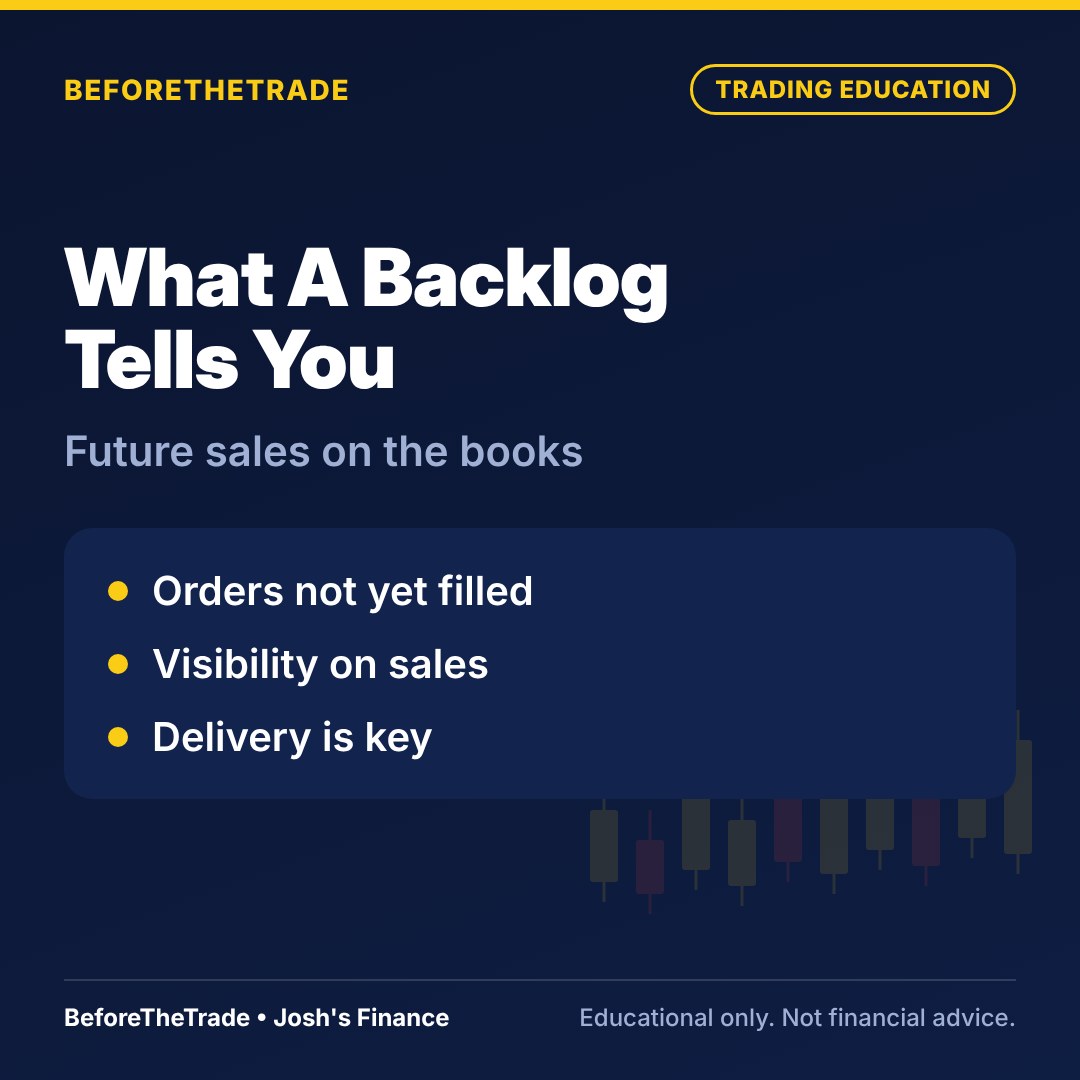 BEFORETHETRADE
TRADING EDUCATION
What A Backlog
Tells You
Future sales on the books
Orders not yet filled
Visibility on sales
Delivery is key
BeforeTheTrade • Josh's Finance
Educational only. Not financial advice.